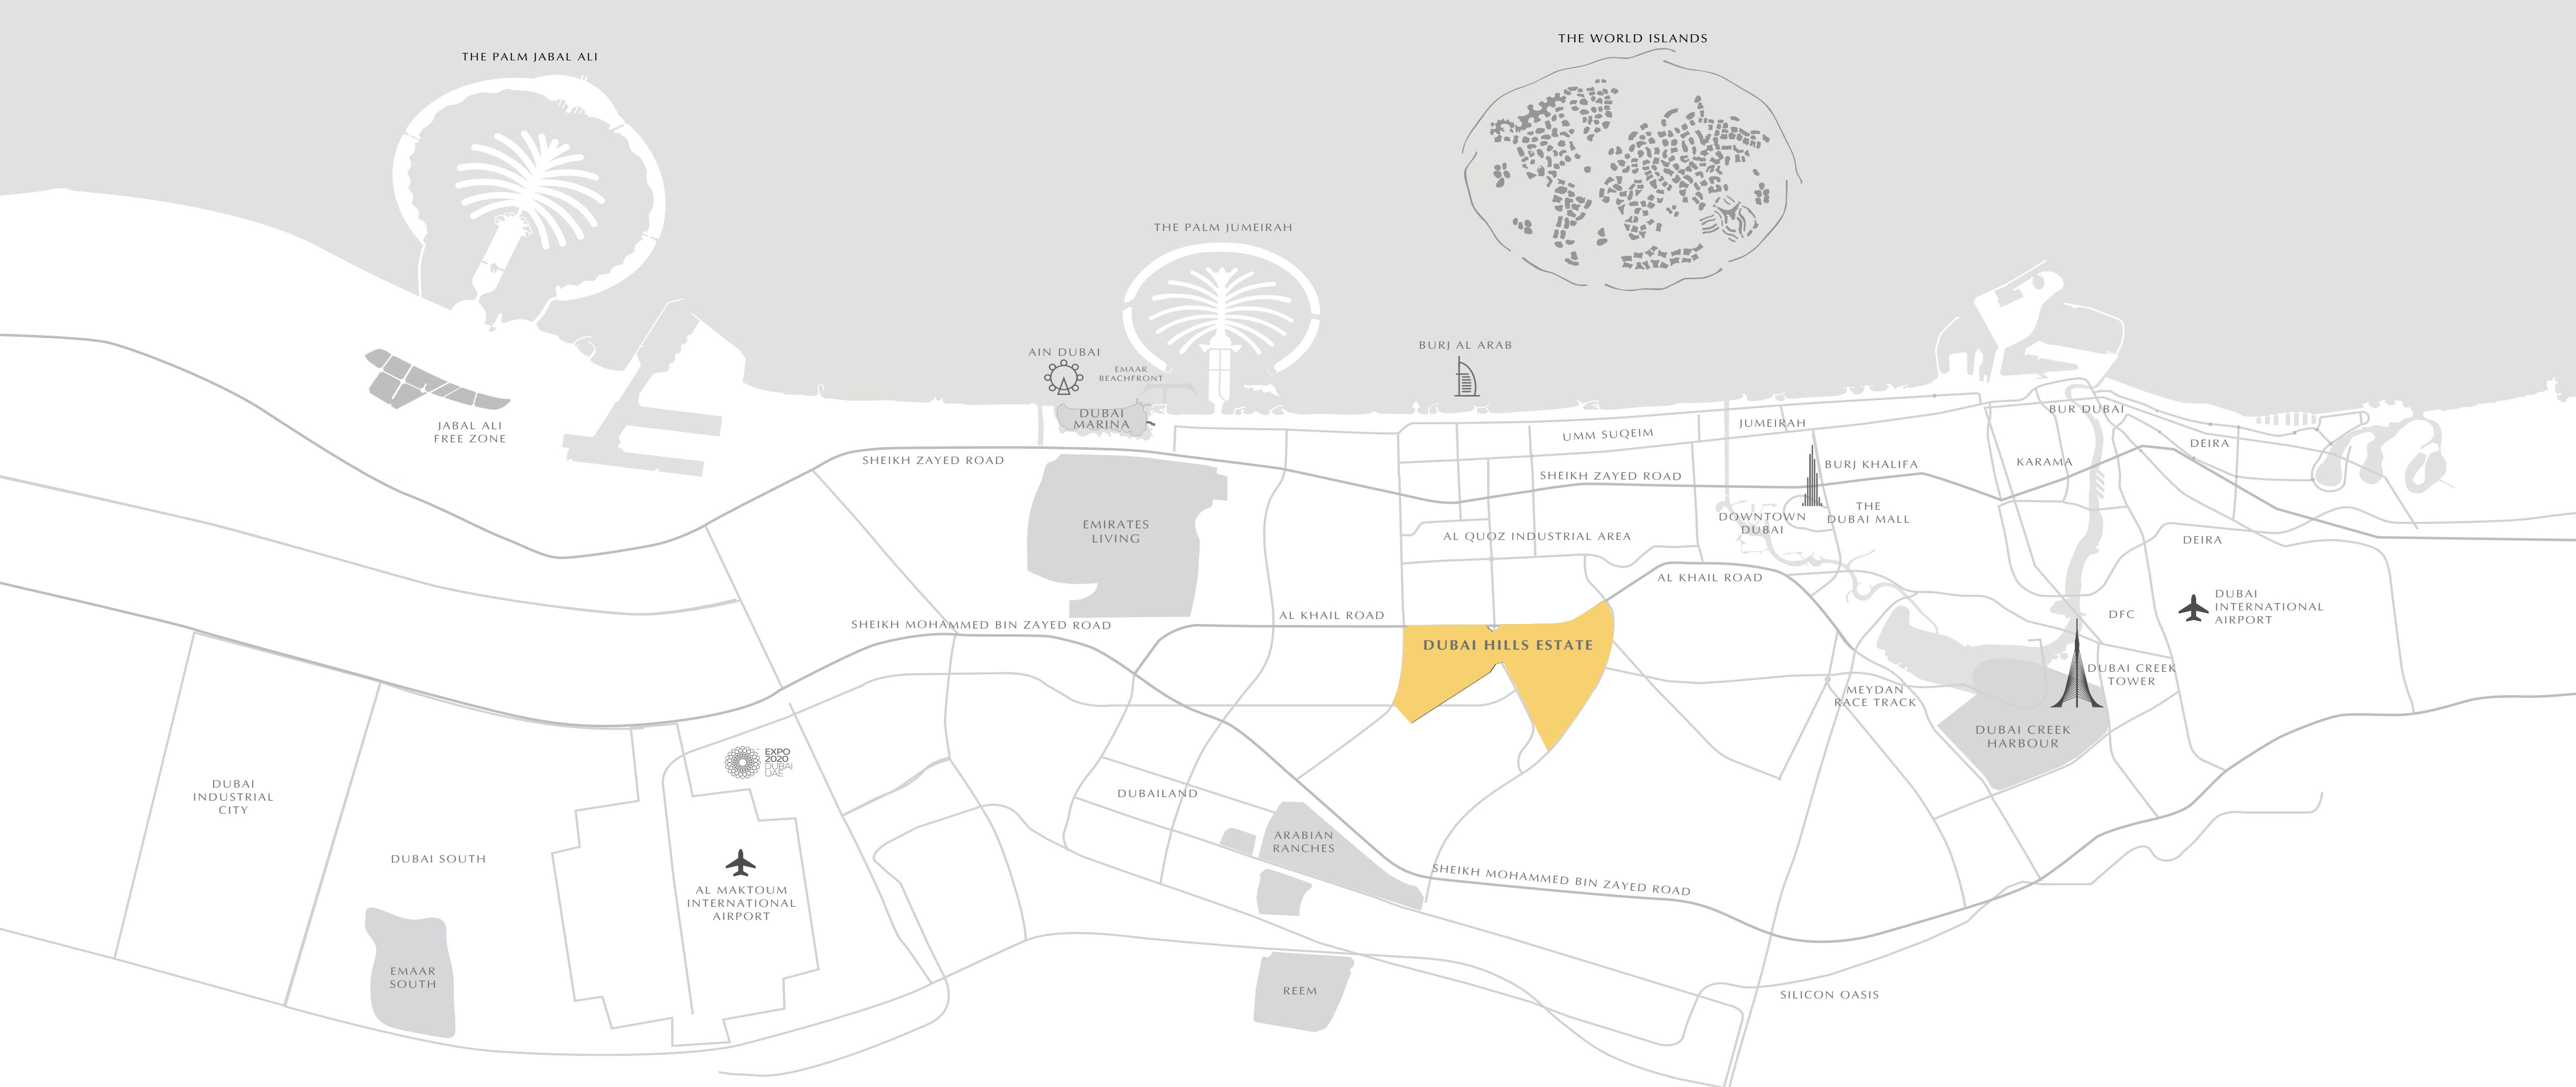 THE WORLD ISLANDS
THE PALM JABAL ALI
THE PALM JUMEIRAH
BURJ AL ARAB
AIN DUBAI
EMAAR
BEACHFRONT
DUBAI
MARINA
JABAL ALI
FREE ZONE
BUR DUBAI
JUMEIRAH
UMM SUQEIM
DEIRA
SHEIKH ZAYED ROAD
SHEIKH ZAYED ROAD
BURJ KHALIFA
KARAMA
THE
DUBAI MALL
DOWNTOWN
DUBAI
EMIRATES
LIVING
AL QUOZ INDUSTRIAL AREA
DEIRA
AL KHAIL ROAD
DUBAI
INTERNATIONAL
AIRPORT
AL KHAIL ROAD
DFC
SHEIKH MOHAMMED BIN ZAYED ROAD
DUBAI HILLS ESTATE
DUBAI CREEK
TOWER
MEYDAN
RACE TRACK
DUBAI CREEK
HARBOUR
EXPO
2020
DUBAI
UAE
DUBAI
INDUSTRIAL
CITY
DUBAILAND
ARABIAN
RANCHES
DUBAI SOUTH
SHEIKH MOHAMMED BIN ZAYED ROAD
AL MAKTOUM
INTERNATIONAL
AIRPORT
EMAAR
SOUTH
REEM
SILICON OASIS